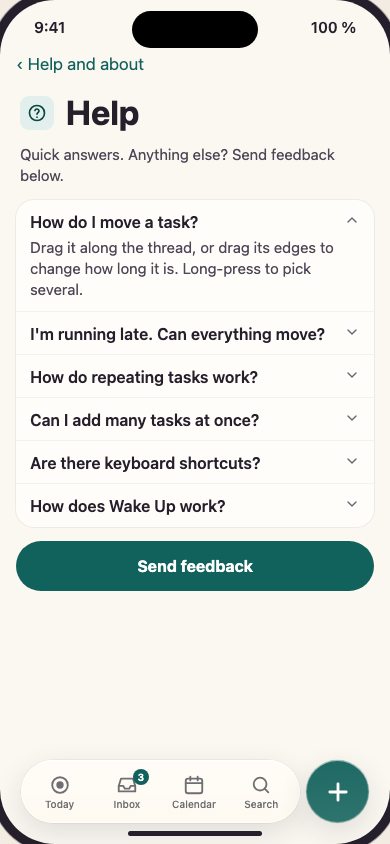 9:41
100 %
‹ Help and about
Help
Quick answers. Anything else? Send feedback
below.
How do I move a task?
Drag it along the thread, or drag its edges to
change how long it is. Long-press to pick
several.
I'm running late. Can everything move?
How do repeating tasks work?
Can I add many tasks at once?
Are there keyboard shortcuts?
How does Wake Up work?
Send feedback
3
Today
Inbox
Calendar
Search